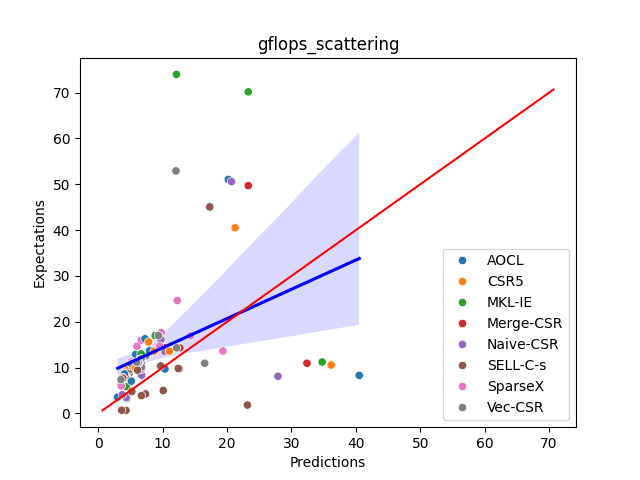 gflops_scattering
Expectations
70
60
50
40
30
20
10
0
0 10 20 30 40 50 60 70
Predictions
AOCL
CSR5
MKL-IE
Merge-CSR
Naive-CSR
SELL-C-s
SparseX
Vec-CSR